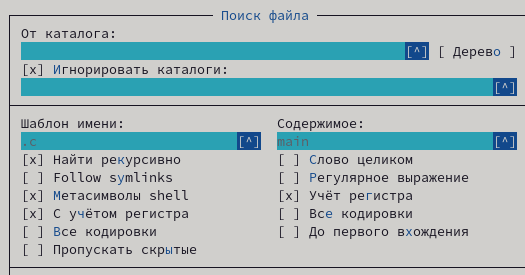 Поиск файла
От каталога:
[^] [ Дерево ]
[x] Игнорировать каталоги:
[^]
Шаблон имени:
.c [^]
[x] Найти рекурсивно
[ ] Follow symlinks
[x] Метасимволы shell
[x] С учётом регистра
[ ] Все кодировки
[ ] Пропускать скрытые
Содержимое:
main [^]
[ ] Слово целиком
[ ] Регулярное выражение
[x] Учёт регистра
[ ] Все кодировки
[ ] До первого вхождения